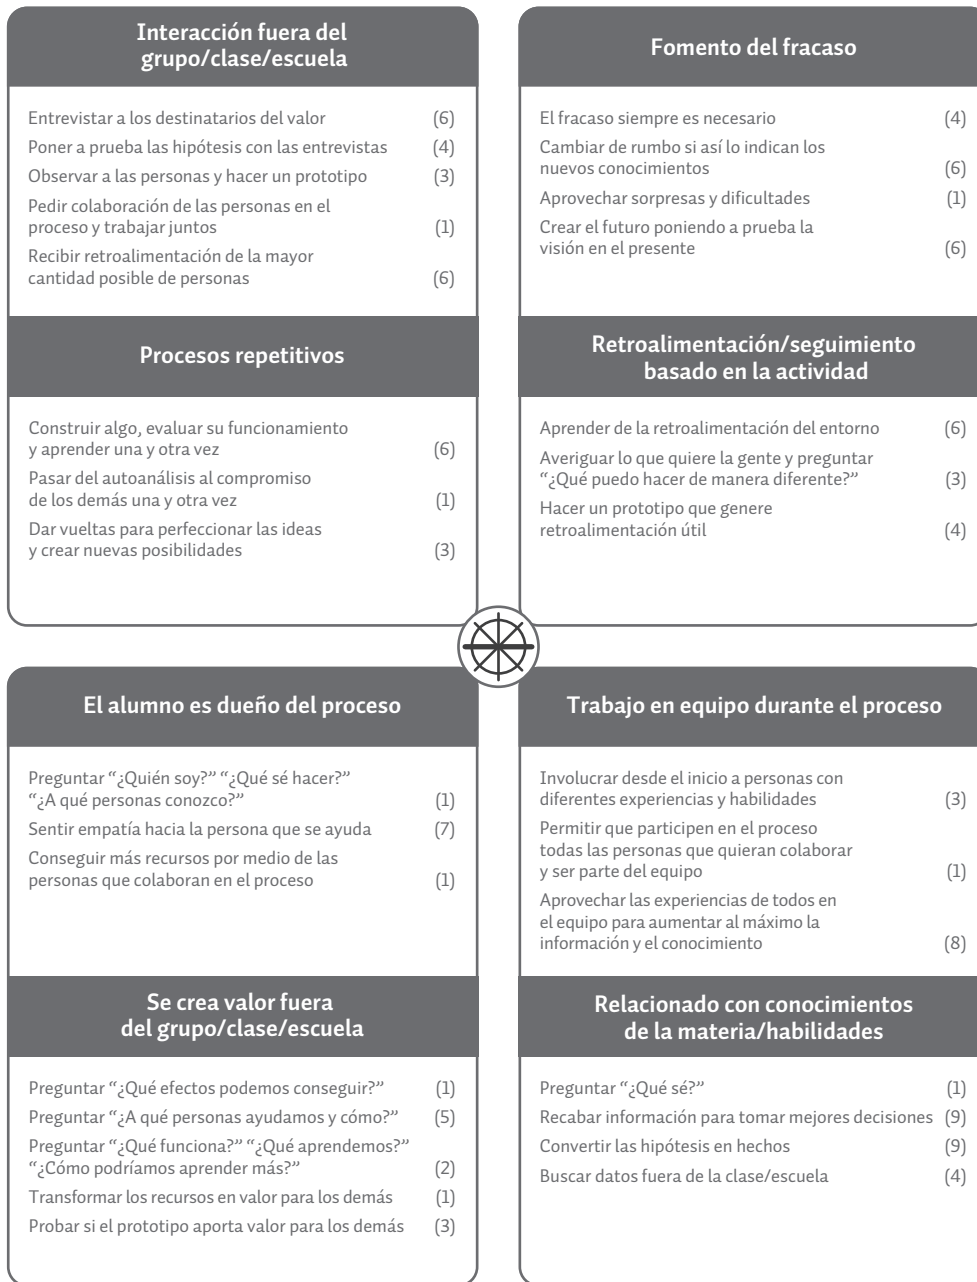 Interacción fuera del
grupo/clase/escuela
Entrevistar a los destinatarios del valor (6)
Poner a prueba las hipótesis con las entrevistas (4)
Observar a las personas y hacer un prototipo (3)
Pedir colaboración de las personas en el
proceso y trabajar juntos (1)
Recibir retroalimentación de la mayor
cantidad posible de personas (6)
Procesos repetitivos
Construir algo, evaluar su funcionamiento
y aprender una y otra vez (6)
Pasar del autoanálisis al compromiso
de los demás una y otra vez (1)
Dar vueltas para perfeccionar las ideas
y crear nuevas posibilidades (3)
Fomento del fracaso
El fracaso siempre es necesario (4)
Cambiar de rumbo si así lo indican los
nuevos conocimientos (6)
Aprovechar sorpresas y dificultades (1)
Crear el futuro poniendo a prueba la
visión en el presente (6)
Retroalimentación/seguimiento
basado en la actividad
Aprender de la retroalimentación del entorno (6)
Averiguar lo que quiere la gente y preguntar
“¿Qué puedo hacer de manera diferente?” (3)
Hacer un prototipo que genere
retroalimentación útil (4)
El alumno es dueño del proceso
Preguntar “¿Quién soy?” “¿Qué sé hacer?”
“¿A qué personas conozco?” (1)
Sentir empatía hacia la persona que se ayuda (7)
Conseguir más recursos por medio de las
personas que colaboran en el proceso (1)
Se crea valor fuera
del grupo/clase/escuela
Preguntar “¿Qué efectos podemos conseguir?” (1)
Preguntar “¿A qué personas ayudamos y cómo?” (5)
Preguntar “¿Qué funciona?” “¿Qué aprendemos?”
“¿Cómo podríamos aprender más?” (2)
Transformar los recursos en valor para los demás (1)
Probar si el prototipo aporta valor para los demás (3)
Trabajo en equipo durante el proceso
Involucrar desde el inicio a personas con
diferentes experiencias y habilidades (3)
Permitir que participen en el proceso
todas las personas que quieran colaborar
y ser parte del equipo (1)
Aprovechar las experiencias de todos en
el equipo para aumentar al máximo la
información y el conocimiento (8)
Relacionado con conocimientos
de la materia/habilidades
Preguntar “¿Qué sé?” (1)
Recabar información para tomar mejores decisiones (9)
Convertir las hipótesis en hechos (9)
Buscar datos fuera de la clase/escuela (4)